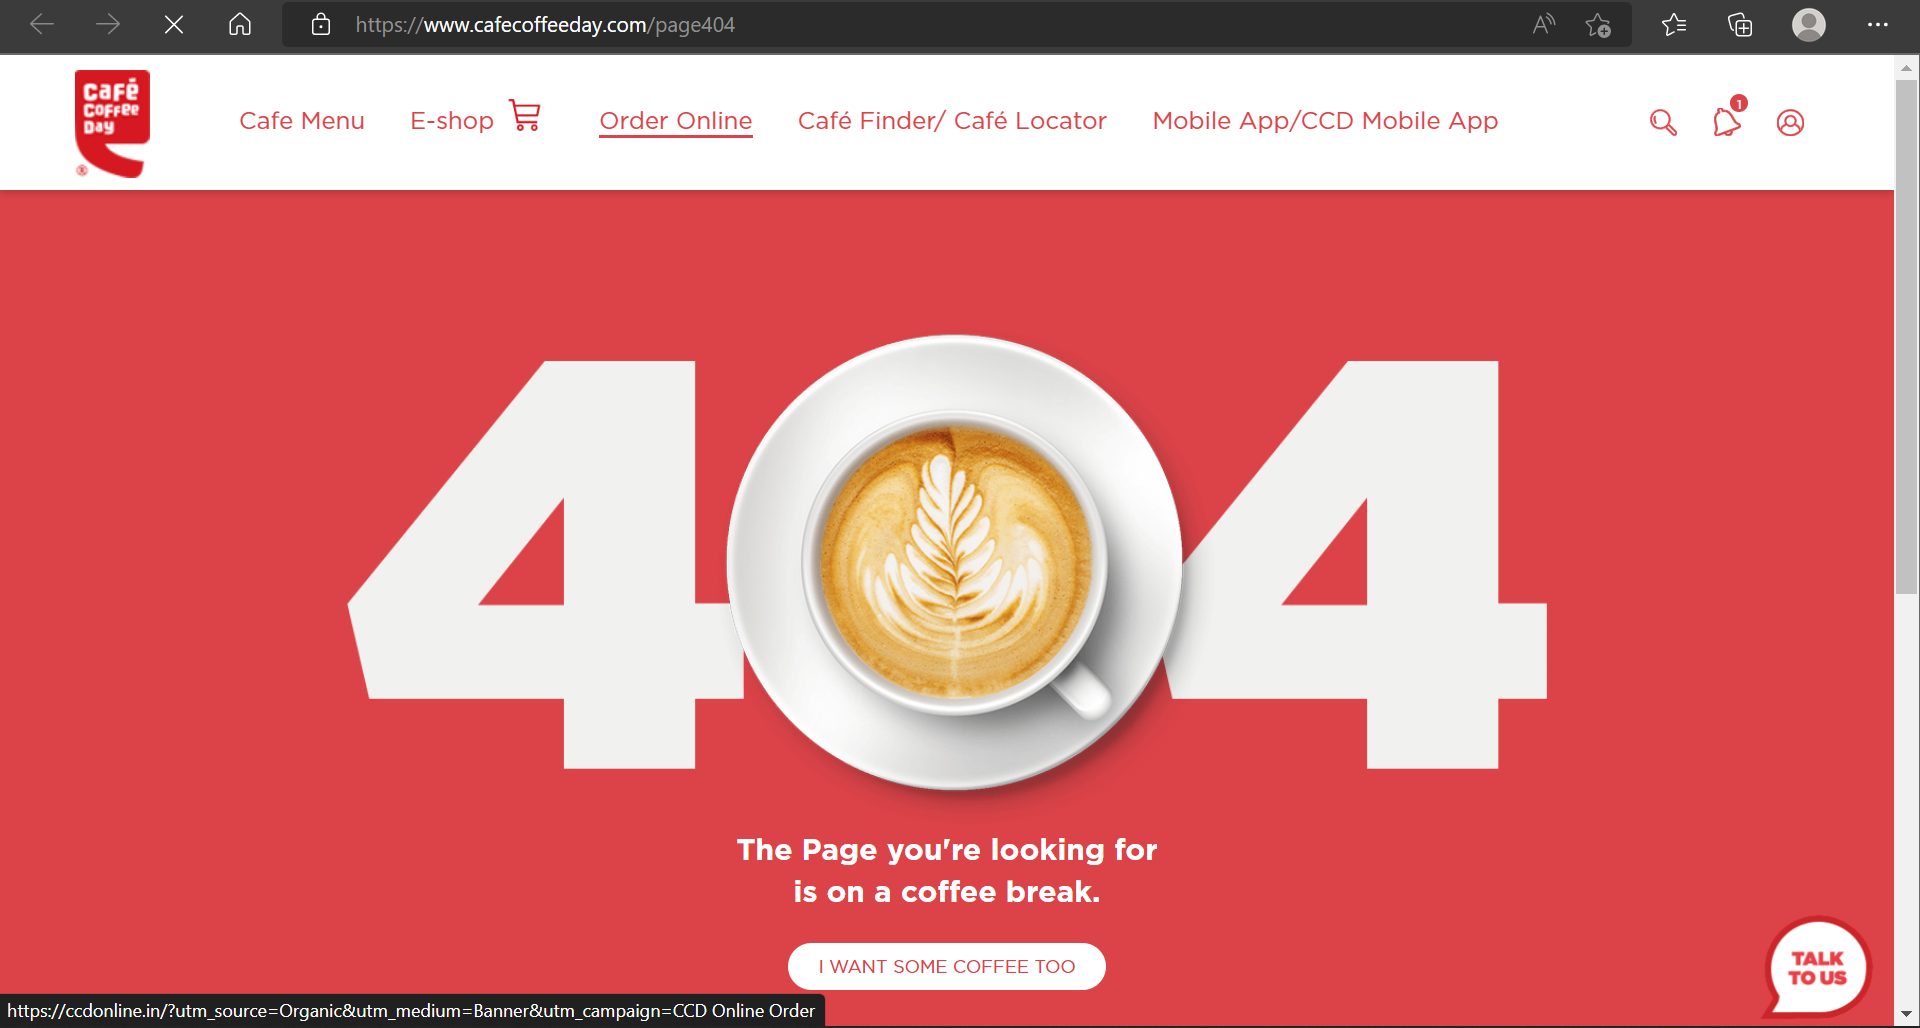 https://www.cafecoffeeday.com/page404
Café
Coffee
Day
®
Cafe Menu
E-shop
Order Online
Café Finder/ Café Locator
Mobile App/CCD Mobile App
1
404
The Page you're looking for
is on a coffee break.
I WANT SOME COFFEE TOO
TALK
TO US
https://ccdonline.in/?utm_source=Organic&utm_medium=Banner&utm_campaign=CCD Online Order